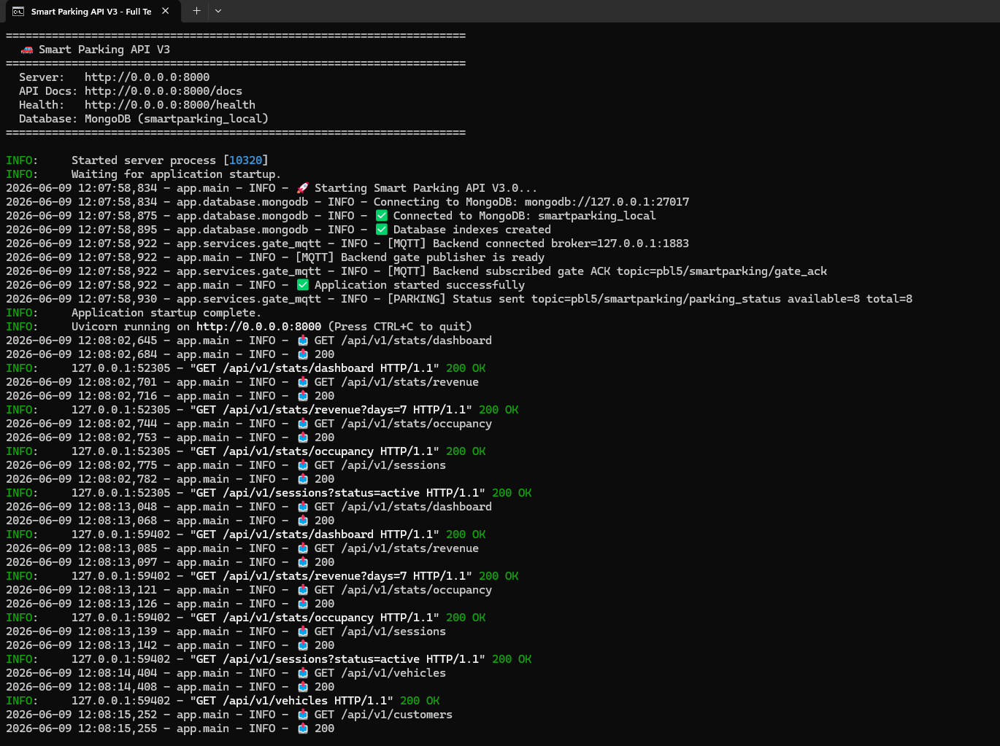 Smart Parking API V3 - Full Te
======================================================================
🚗 Smart Parking API V3
======================================================================
Server:   http://0.0.0.0:8000
API Docs: http://0.0.0.0:8000/docs
Health:   http://0.0.0.0:8000/health
Database: MongoDB (smartparking_local)
======================================================================
INFO:     Started server process [10320]
INFO:     Waiting for application startup.
2026-06-09 12:07:58,834 - app.main - INFO - 🚀 Starting Smart Parking API V3.0...
2026-06-09 12:07:58,834 - app.database.mongodb - INFO - Connecting to MongoDB: mongodb://127.0.0.1:27017
2026-06-09 12:07:58,875 - app.database.mongodb - INFO - ✅ Connected to MongoDB: smartparking_local
2026-06-09 12:07:58,895 - app.database.mongodb - INFO - ✅ Database indexes created
2026-06-09 12:07:58,922 - app.services.gate_mqtt - INFO - [MQTT] Backend connected broker=127.0.0.1:1883
2026-06-09 12:07:58,922 - app.main - INFO - [MQTT] Backend gate publisher is ready
2026-06-09 12:07:58,922 - app.services.gate_mqtt - INFO - [MQTT] Backend subscribed gate ACK topic=pbl5/smartparking/gate_ack
2026-06-09 12:07:58,922 - app.main - INFO - ✅ Application started successfully
2026-06-09 12:07:58,930 - app.services.gate_mqtt - INFO - [PARKING] Status sent topic=pbl5/smartparking/parking_status available=8 total=8
INFO:     Application startup complete.
INFO:     Uvicorn running on http://0.0.0.0:8000 (Press CTRL+C to quit)
2026-06-09 12:08:02,645 - app.main - INFO - 📤 GET /api/v1/stats/dashboard
2026-06-09 12:08:02,684 - app.main - INFO - 📤 200
INFO:     127.0.0.1:52305 - "GET /api/v1/stats/dashboard HTTP/1.1" 200 OK
2026-06-09 12:08:02,701 - app.main - INFO - 📤 GET /api/v1/stats/revenue
2026-06-09 12:08:02,716 - app.main - INFO - 📤 200
INFO:     127.0.0.1:52305 - "GET /api/v1/stats/revenue?days=7 HTTP/1.1" 200 OK
2026-06-09 12:08:02,744 - app.main - INFO - 📤 GET /api/v1/stats/occupancy
2026-06-09 12:08:02,753 - app.main - INFO - 📤 200
INFO:     127.0.0.1:52305 - "GET /api/v1/stats/occupancy HTTP/1.1" 200 OK
2026-06-09 12:08:02,775 - app.main - INFO - 📤 GET /api/v1/sessions
2026-06-09 12:08:02,782 - app.main - INFO - 📤 200
INFO:     127.0.0.1:52305 - "GET /api/v1/sessions?status=active HTTP/1.1" 200 OK
2026-06-09 12:08:13,048 - app.main - INFO - 📤 GET /api/v1/stats/dashboard
2026-06-09 12:08:13,068 - app.main - INFO - 📤 200
INFO:     127.0.0.1:59402 - "GET /api/v1/stats/dashboard HTTP/1.1" 200 OK
2026-06-09 12:08:13,085 - app.main - INFO - 📤 GET /api/v1/stats/revenue
2026-06-09 12:08:13,097 - app.main - INFO - 📤 200
INFO:     127.0.0.1:59402 - "GET /api/v1/stats/revenue?days=7 HTTP/1.1" 200 OK
2026-06-09 12:08:13,121 - app.main - INFO - 📤 GET /api/v1/stats/occupancy
2026-06-09 12:08:13,126 - app.main - INFO - 📤 200
INFO:     127.0.0.1:59402 - "GET /api/v1/stats/occupancy HTTP/1.1" 200 OK
2026-06-09 12:08:13,139 - app.main - INFO - 📤 GET /api/v1/sessions
2026-06-09 12:08:13,142 - app.main - INFO - 📤 200
INFO:     127.0.0.1:59402 - "GET /api/v1/sessions?status=active HTTP/1.1" 200 OK
2026-06-09 12:08:14,404 - app.main - INFO - 📤 GET /api/v1/vehicles
2026-06-09 12:08:14,408 - app.main - INFO - 📤 200
INFO:     127.0.0.1:59402 - "GET /api/v1/vehicles HTTP/1.1" 200 OK
2026-06-09 12:08:15,252 - app.main - INFO - 📤 GET /api/v1/customers
2026-06-09 12:08:15,255 - app.main - INFO - 📤 200